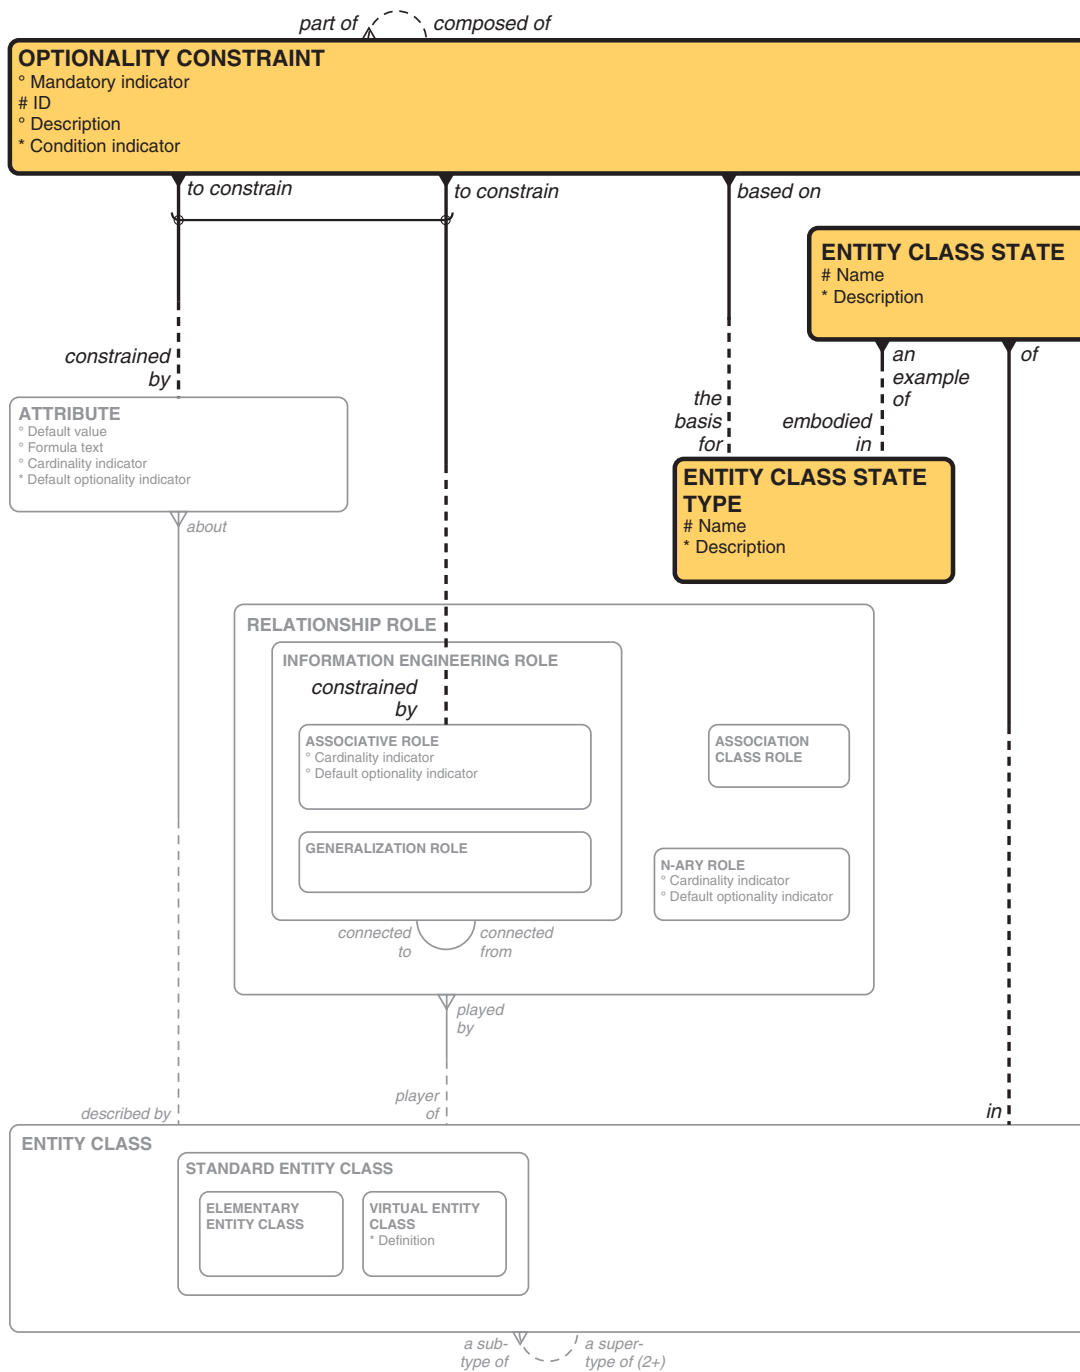 part of
composed of
OPTIONALITY CONSTRAINT
° Mandatory indicator
# ID
° Description
* Condition indicator
to constrain
to constrain
based on
ENTITY CLASS STATE
# Name
* Description
constrained
by
an
example
of
of
the
basis
for
embodied
in
ATTRIBUTE
° Default value
° Formula text
° Cardinality indicator
* Default optionality indicator
about
ENTITY CLASS STATE
TYPE
# Name
* Description
RELATIONSHIP ROLE
INFORMATION ENGINEERING ROLE
constrained
by
ASSOCIATIVE ROLE
° Cardinality indicator
° Default optionality indicator
ASSOCIATION
CLASS ROLE
GENERALIZATION ROLE
N-ARY ROLE
° Cardinality indicator
° Default optionality indicator
connected
to
connected
from
played
by
player
of
described by
in
ENTITY CLASS
STANDARD ENTITY CLASS
ELEMENTARY
ENTITY CLASS
VIRTUAL ENTITY
CLASS
* Definition
a sub-
type of
a super-
type of (2+)